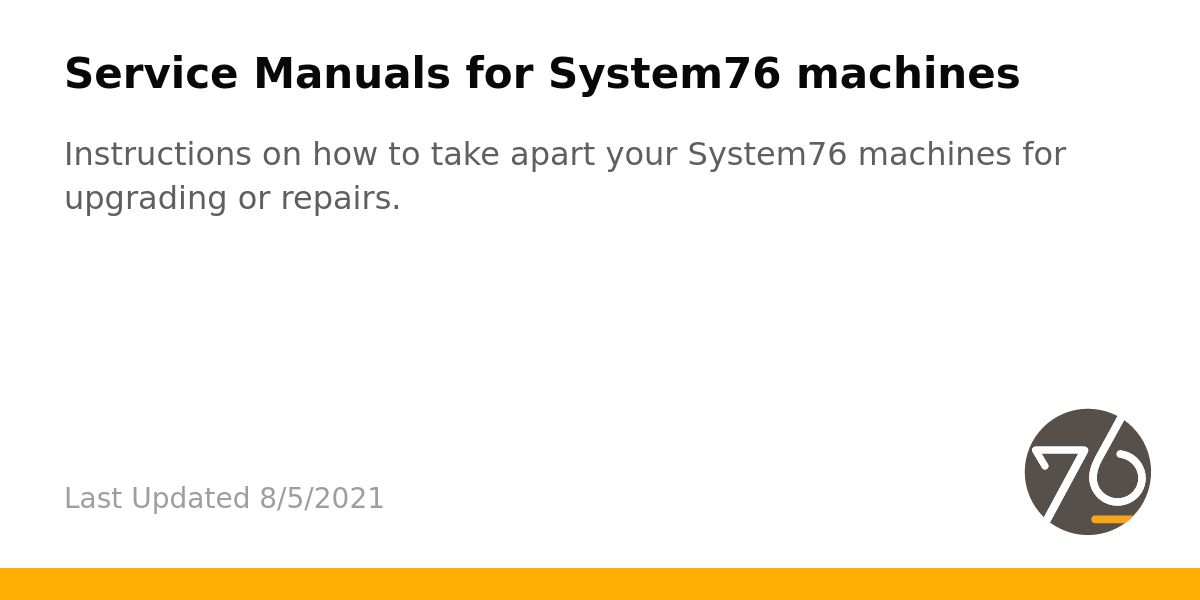 Service Manuals for System76 machines
Instructions on how to take apart your System76 machines for
upgrading or repairs.
Last Updated 8/5/2021
76